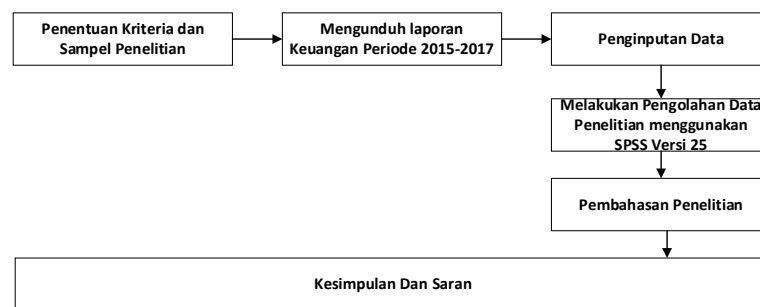 Penentuan Kriteria dan
Sampel Penelitian
Mengunduh laporan
Keuangan Periode 2015-2017
Penginputan Data
Melakukan Pengolahan Data
Penelitian menggunakan
SPSS Versi 25
Pembahasan Penelitian
Kesimpulan Dan Saran